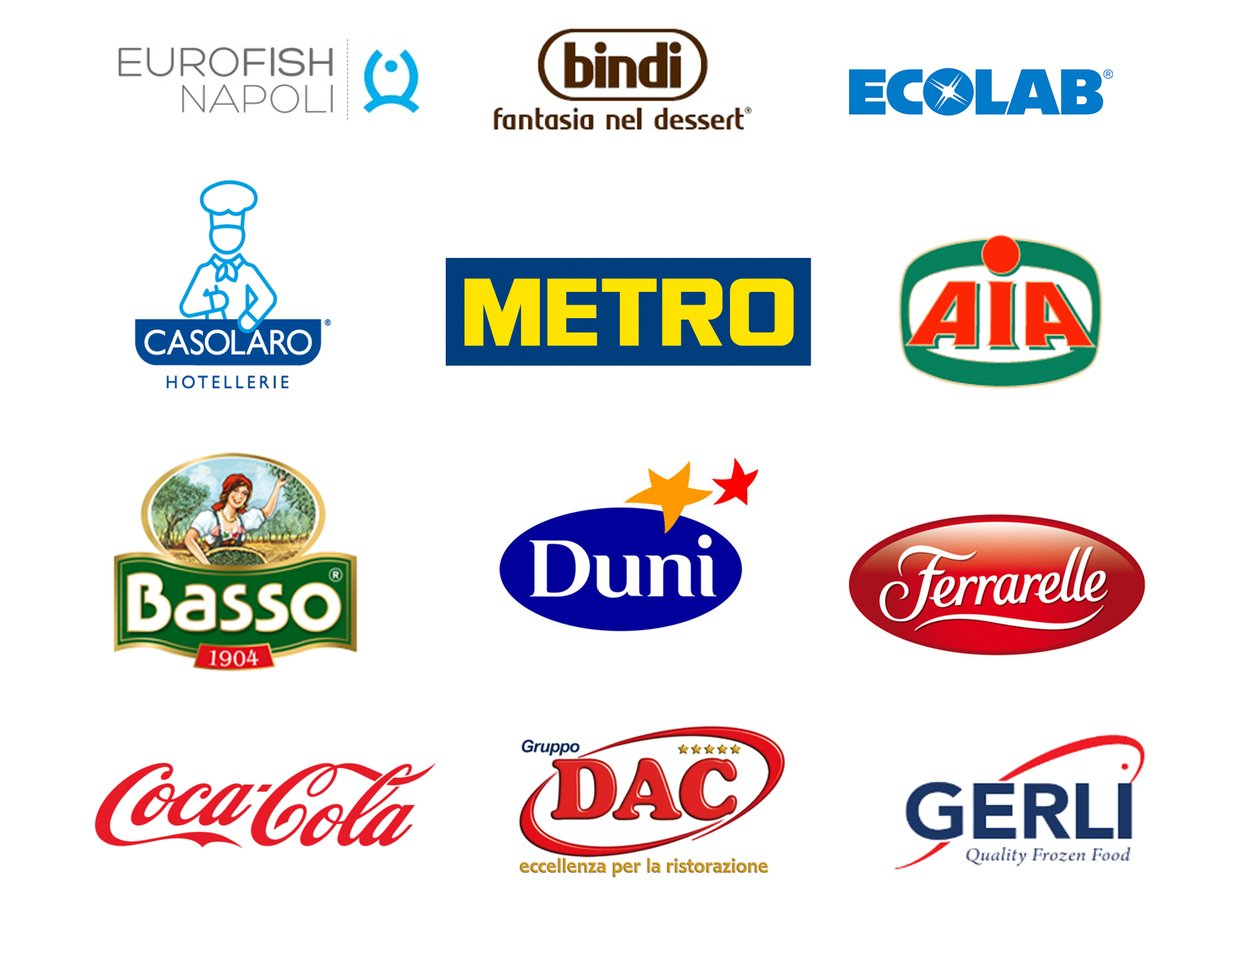 EUROFISH
NAPOLI
bindi
fantasia nel dessert®
ECOLAB®
CASOLARO®
HOTELLERIE
METRO
AIA
Basso®
1904
Duni
Ferrarelle
Coca-Cola
Gruppo
DAC
eccellenza per la ristorazione
GERLI
Quality Frozen Food